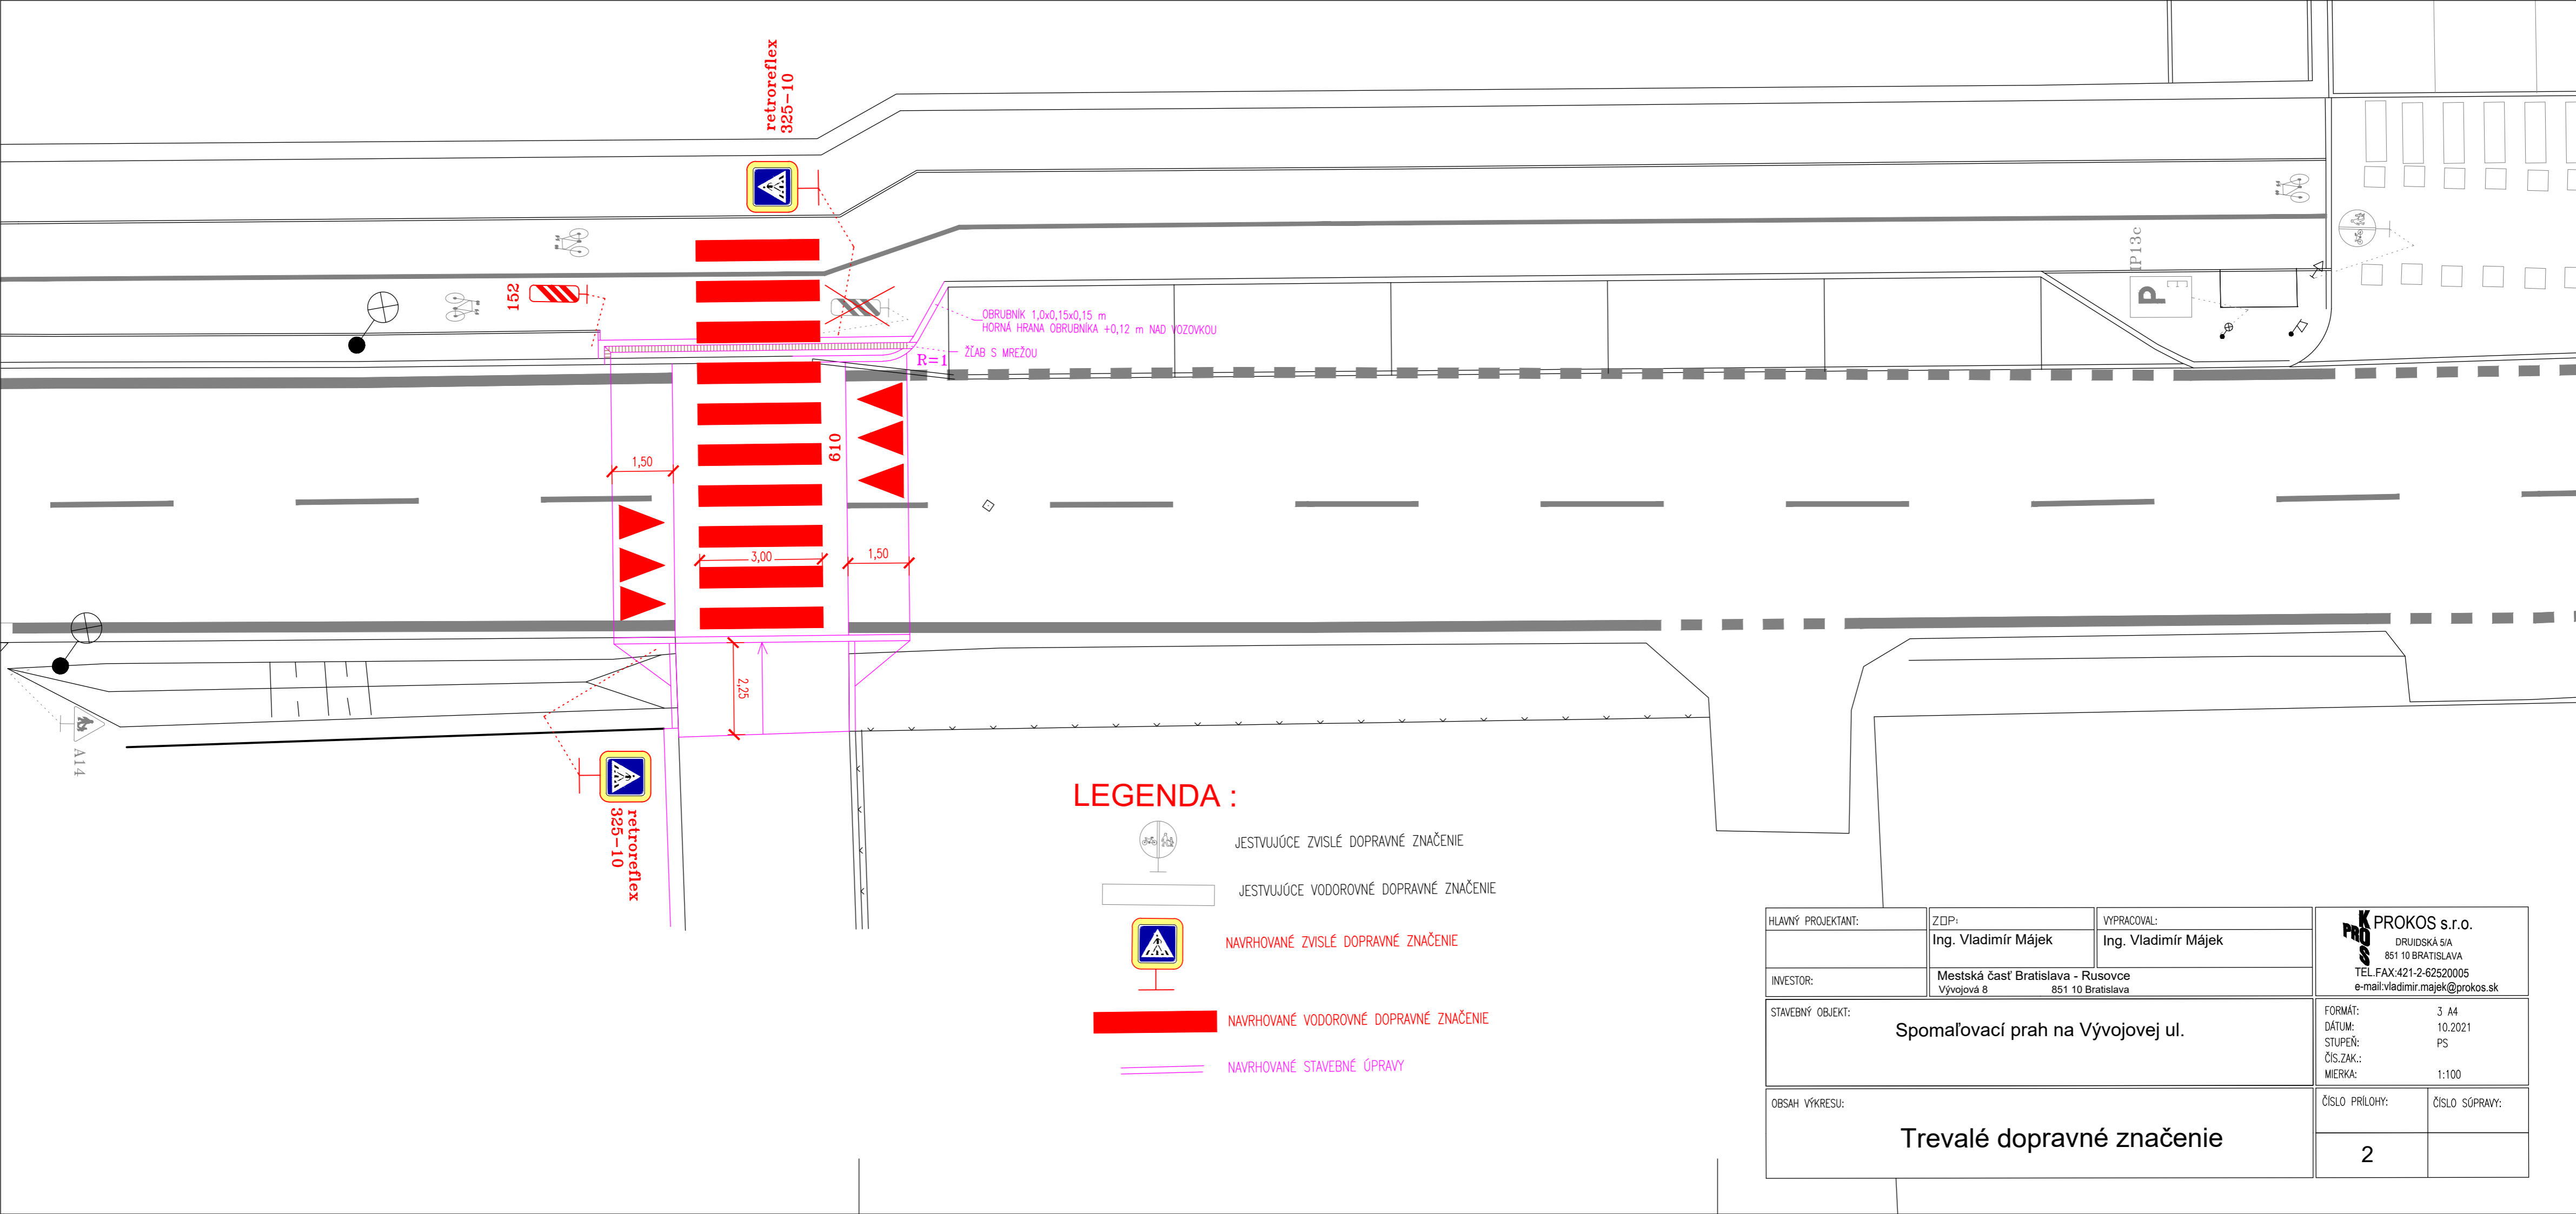 retroreflex
325-10
152
OBRUBNÍK 1,0x0,15x0,15 m
HORNÁ HRANA OBRUBNÍKA +0,12 m NAD VOZOVKOU
ŽĽAB S MREŽOU
R=1
IP13c
P
E
610
1,50
3,00
1,50
2,25
A14
retroreflex
325-10
LEGENDA :
JESTVUJÚCE ZVISLÉ DOPRAVNÉ ZNAČENIE
JESTVUJÚCE VODOROVNÉ DOPRAVNÉ ZNAČENIE
NAVRHOVANÉ ZVISLÉ DOPRAVNÉ ZNAČENIE
NAVRHOVANÉ VODOROVNÉ DOPRAVNÉ ZNAČENIE
NAVRHOVANÉ STAVEBNÉ ÚPRAVY
HLAVNÝ PROJEKTANT:
ZOP:
Ing. Vladimír Májek
VYPRACOVAL:
Ing. Vladimír Májek
INVESTOR:
Mestská časť Bratislava - Rusovce
Vývojová 8 851 10 Bratislava
PROKOS
PROKOS s.r.o.
DRUIDSKÁ 5/A
851 10 BRATISLAVA
TEL.FAX:421-2-62520005
e-mail:vladimir.majek@prokos.sk
STAVEBNÝ OBJEKT:
Spomaľovací prah na Vývojovej ul.
FORMÁT: 3 A4
DÁTUM: 10.2021
STUPEŇ: PS
ČÍS.ZAK.:
MIERKA: 1:100
OBSAH VÝKRESU:
Trevalé dopravné značenie
ČÍSLO PRÍLOHY:
2
ČÍSLO SÚPRAVY: